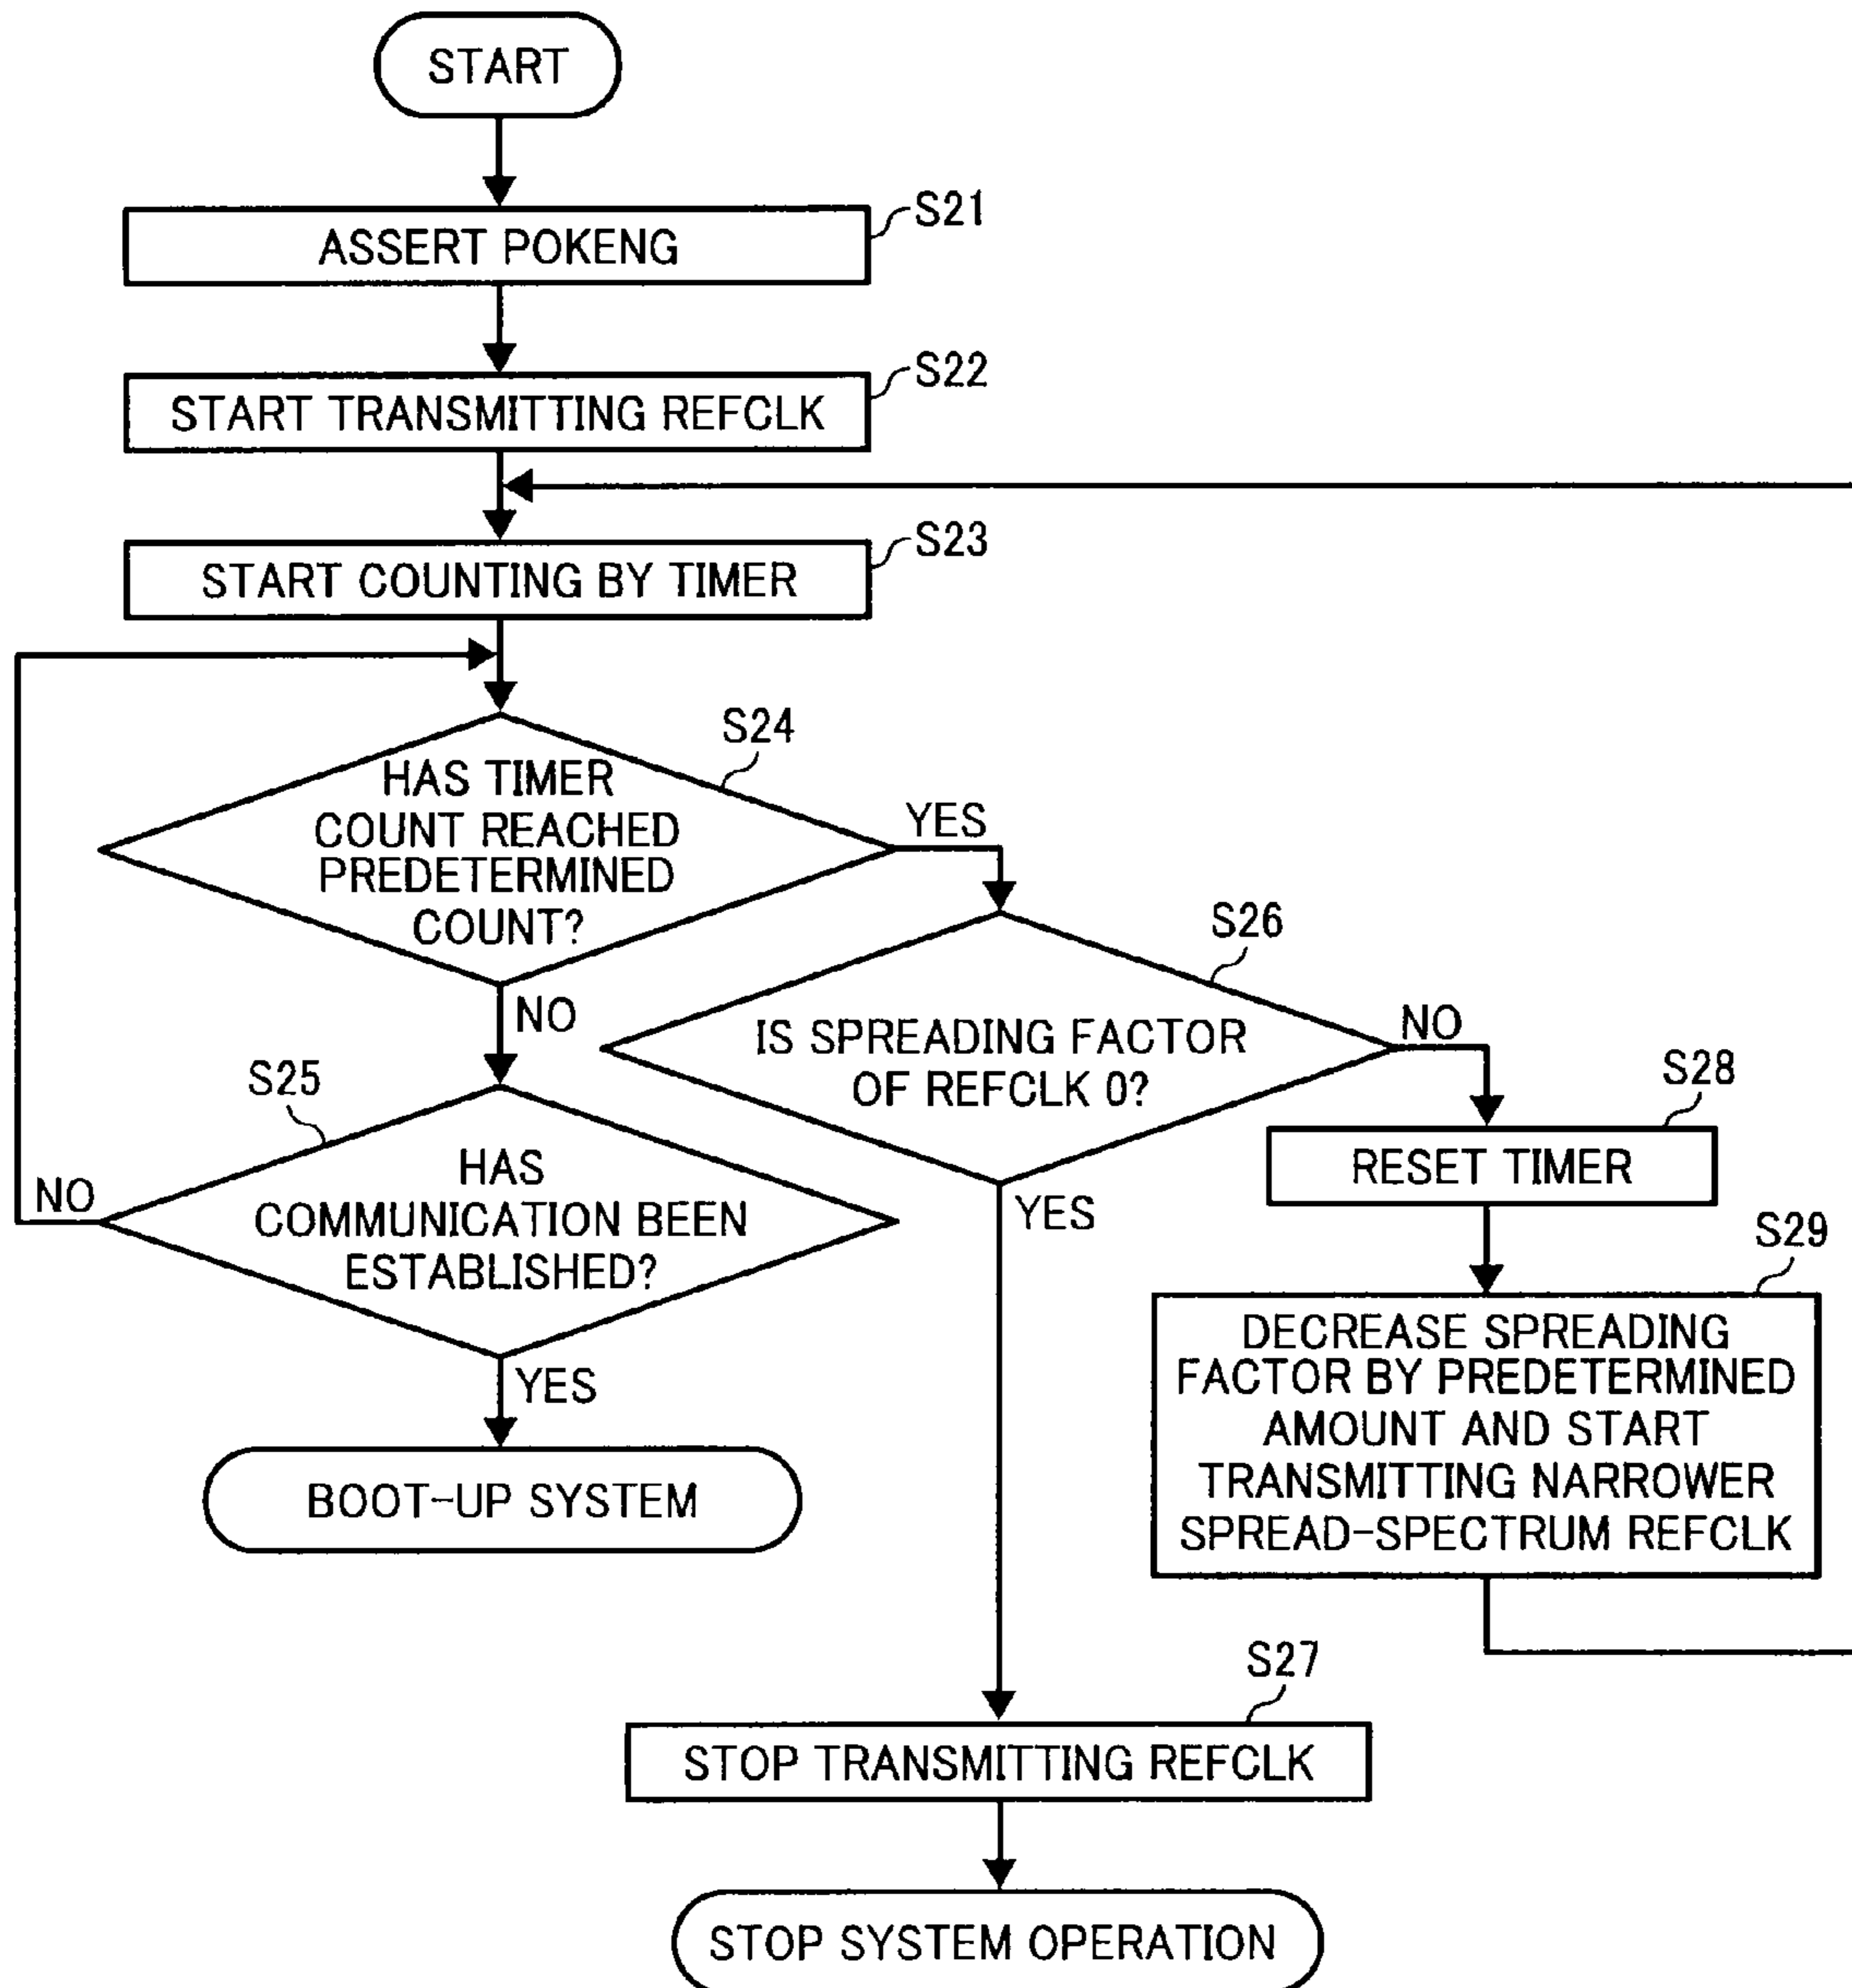 START
S21
ASSERT POKENG
S22
START TRANSMITTING REFCLK
S23
START COUNTING BY TIMER
S24
HAS TIMER
COUNT REACHED
PREDETERMINED
COUNT?
YES
NO
S26
IS SPREADING FACTOR
OF REFCLK 0?
NO
YES
S25
HAS
COMMUNICATION BEEN
ESTABLISHED?
NO
YES
BOOT-UP SYSTEM
S28
RESET TIMER
S29
DECREASE SPREADING
FACTOR BY PREDETERMINED
AMOUNT AND START
TRANSMITTING NARROWER
SPREAD-SPECTRUM REFCLK
S27
STOP TRANSMITTING REFCLK
STOP SYSTEM OPERATION